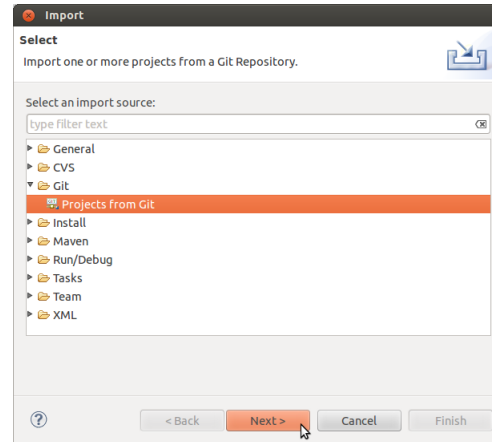 Import
Select
Import one or more projects from a Git Repository.
Select an import source:
type filter text
General
CVS
Git
Projects from Git
Install
Maven
Run/Debug
Tasks
Team
XML
? < Back Next > Cancel Finish